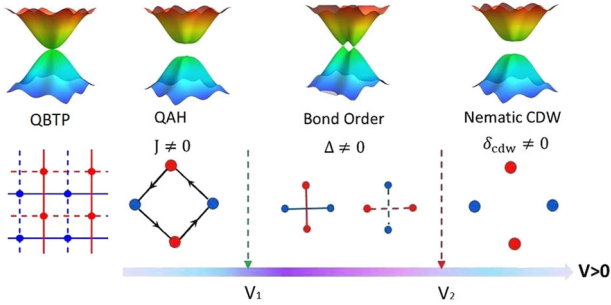 QBTP QAH Bond Order Nematic CDW
J ≠ 0 Δ ≠ 0 δcdw ≠ 0
V>0
V1 V2